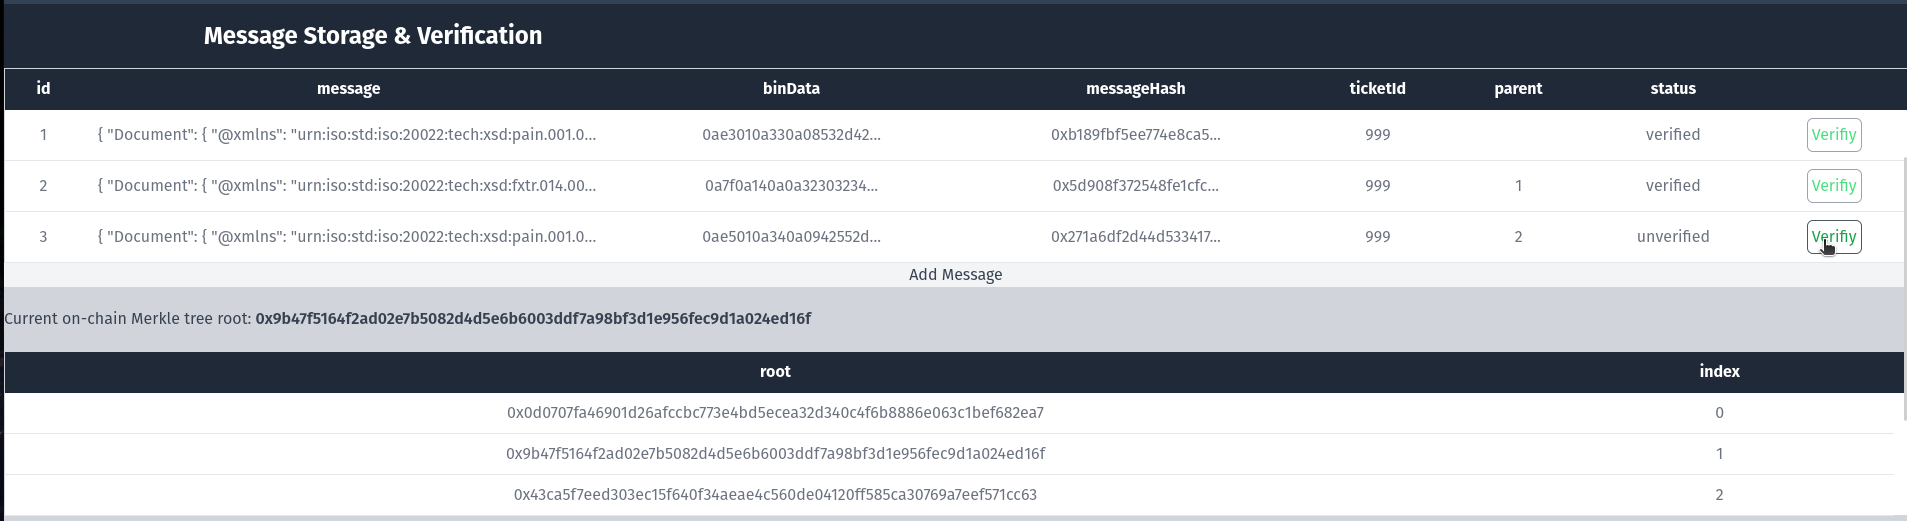 Message Storage & Verification
id message binData messageHash ticketId parent status
1 { "Document": { "@xmlns": "urn:iso:std:iso:20022:tech:xsd:pain.001.0... 0ae3010a330a08532d42... 0xb189fbf5ee774e8ca5... 999 verified Verifiy
2 { "Document": { "@xmlns": "urn:iso:std:iso:20022:tech:xsd:fxtr.014.00... 0a7f0a140a0a32303234... 0x5d908f372548fe1cfc... 999 1 verified Verifiy
3 { "Document": { "@xmlns": "urn:iso:std:iso:20022:tech:xsd:pain.001.0... 0ae5010a340a0942552d... 0x271a6df2d44d533417... 999 2 unverified Verifiy
Add Message
Current on-chain Merkle tree root: 0x9b47f5164f2ad02e7b5082d4d5e6b6003ddf7a98bf3d1e956fec9d1a024ed16f
root index
0x0d0707fa46901d26afccbc773e4bd5ecea32d340c4f6b8886e063c1bef682ea7 0
0x9b47f5164f2ad02e7b5082d4d5e6b6003ddf7a98bf3d1e956fec9d1a024ed16f 1
0x43ca5f7eed303ec15f640f34aeae4c560de04120ff585ca30769a7eef571cc63 2